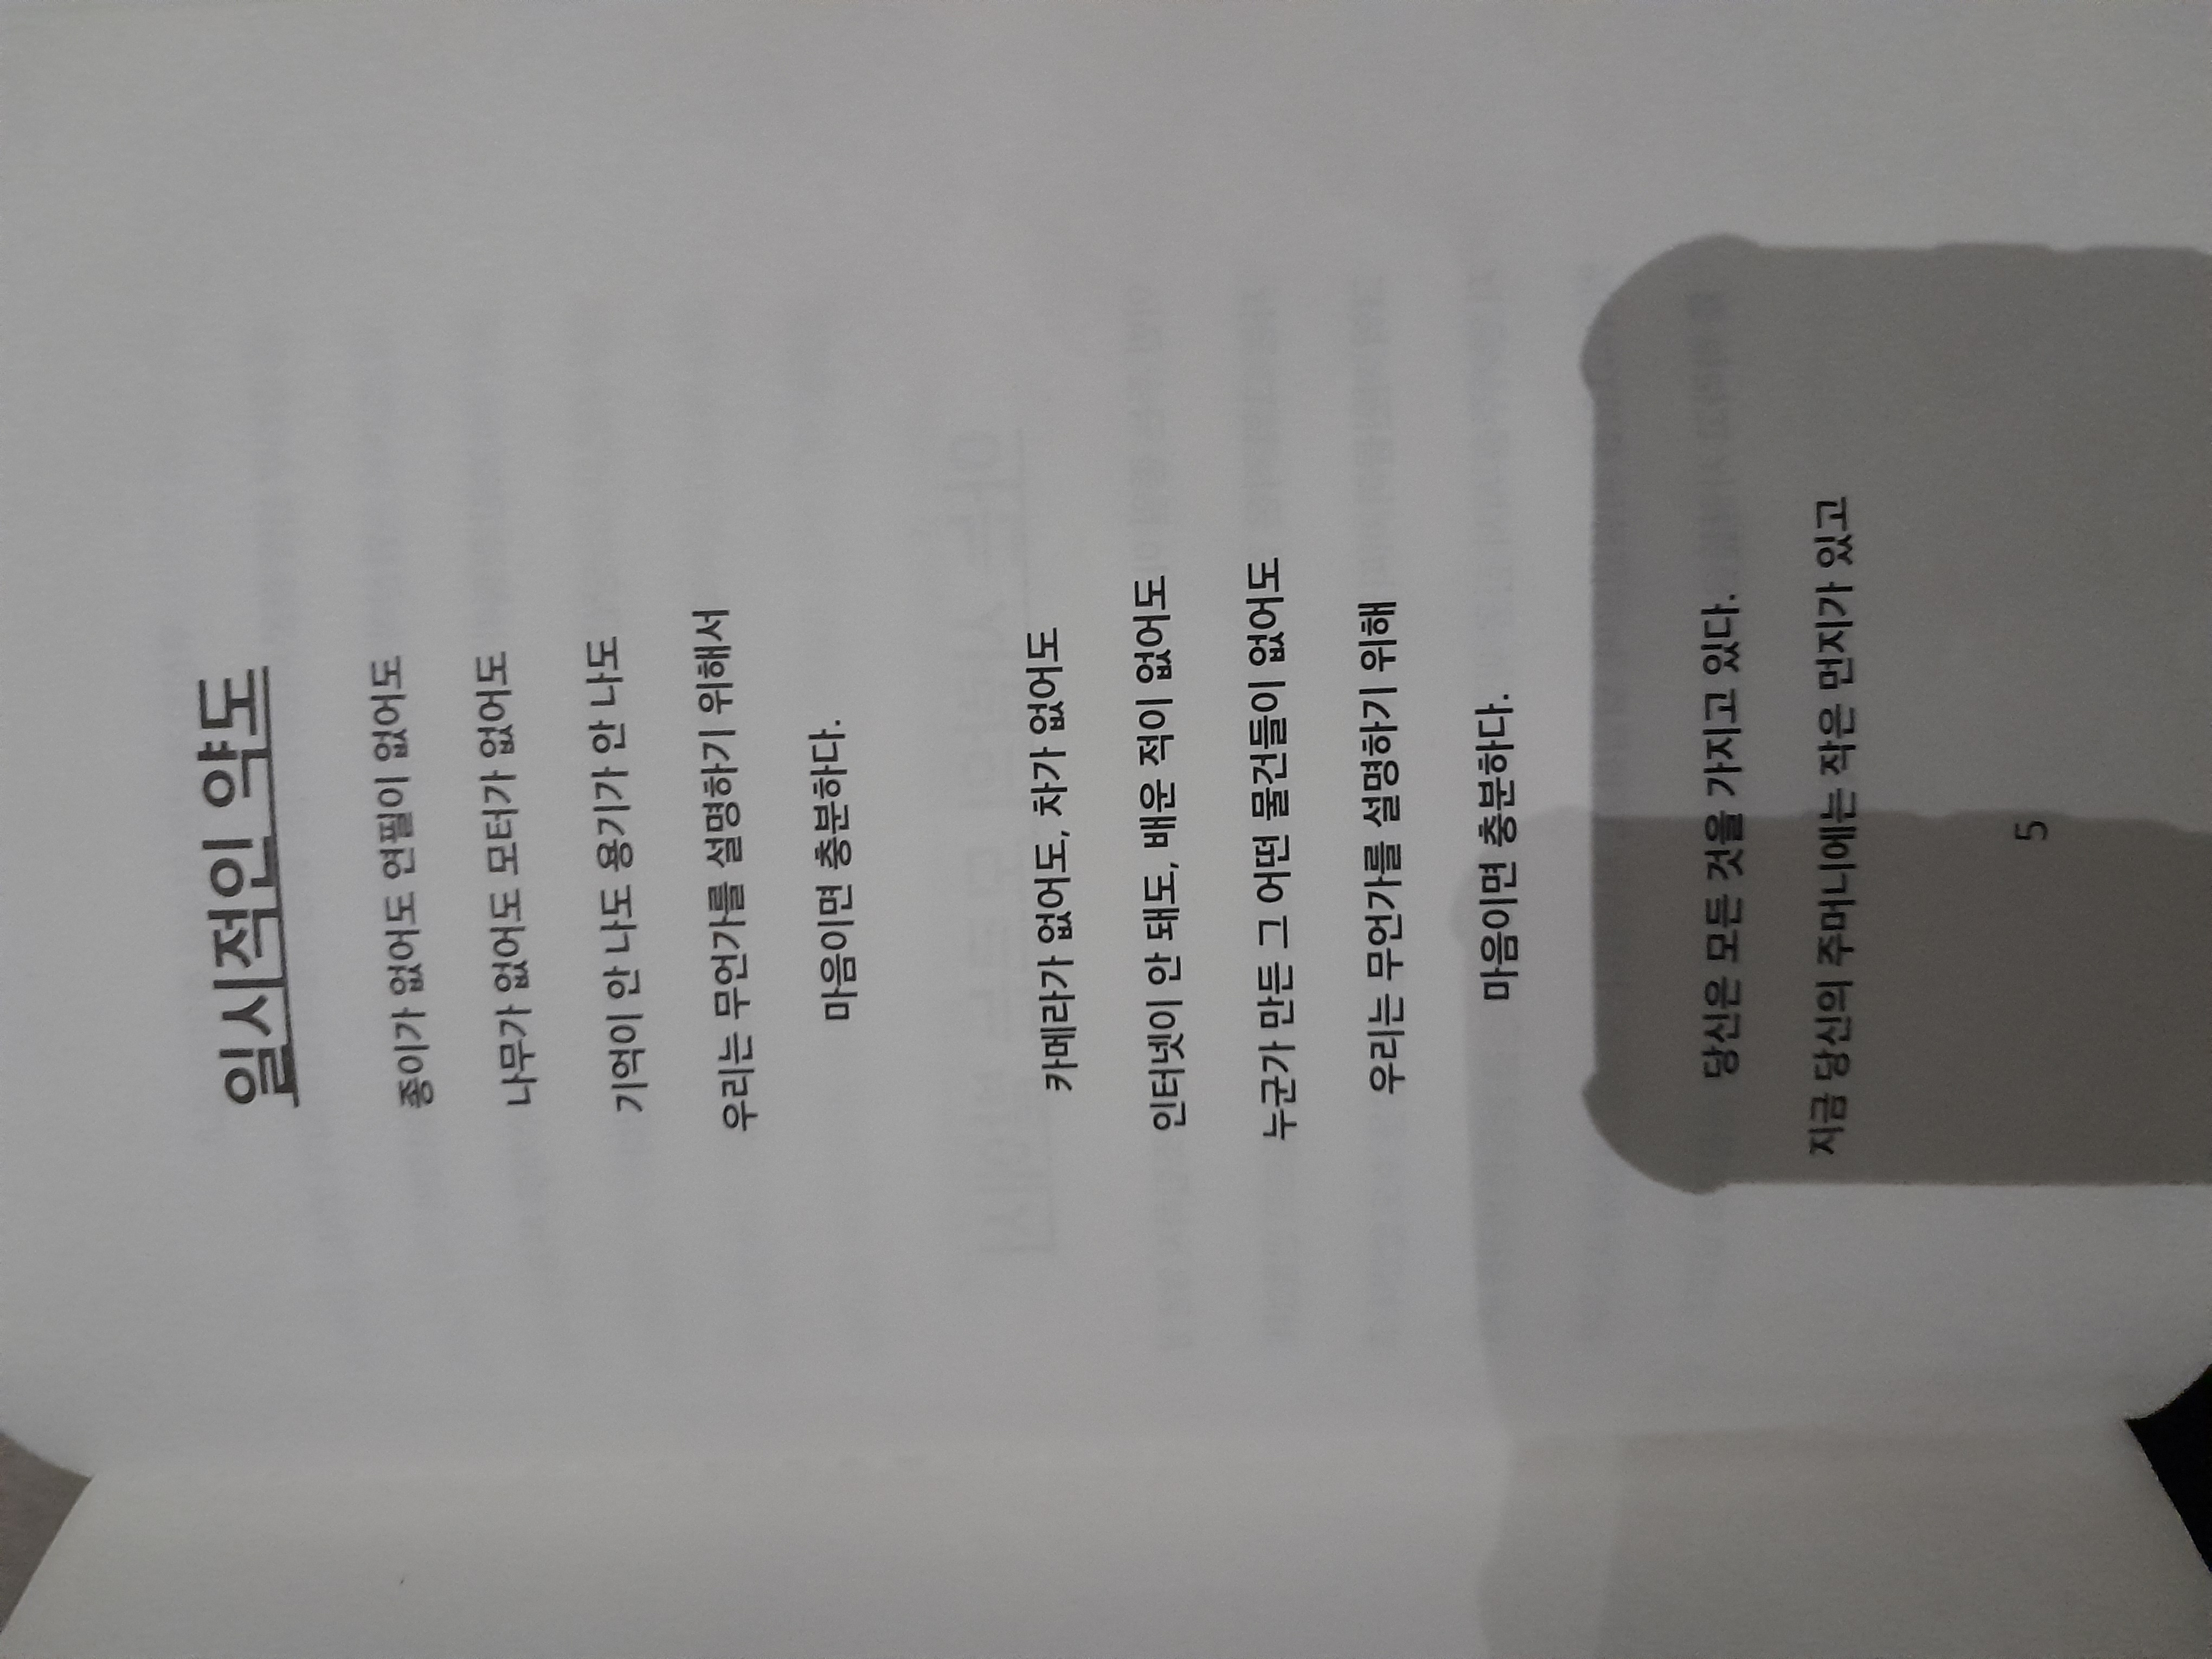 일시적인 약도
종이가 없어도 연필이 없어도
나무가 없어도 모터가 없어도
기억이 안 나도 용기가 안 나도
우리는 무언가를 설명하기 위해서
마음이면 충분하다.
카메라가 없어도, 차가 없어도
인터넷이 안 돼도, 배운 적이 없어도
누군가 만든 그 어떤 물건들이 없어도
우리는 무언가를 설명하기 위해
마음이면 충분하다.
당신은 모든 것을 가지고 있다.
지금 당신의 주머니에는 작은 먼지가 있고
5